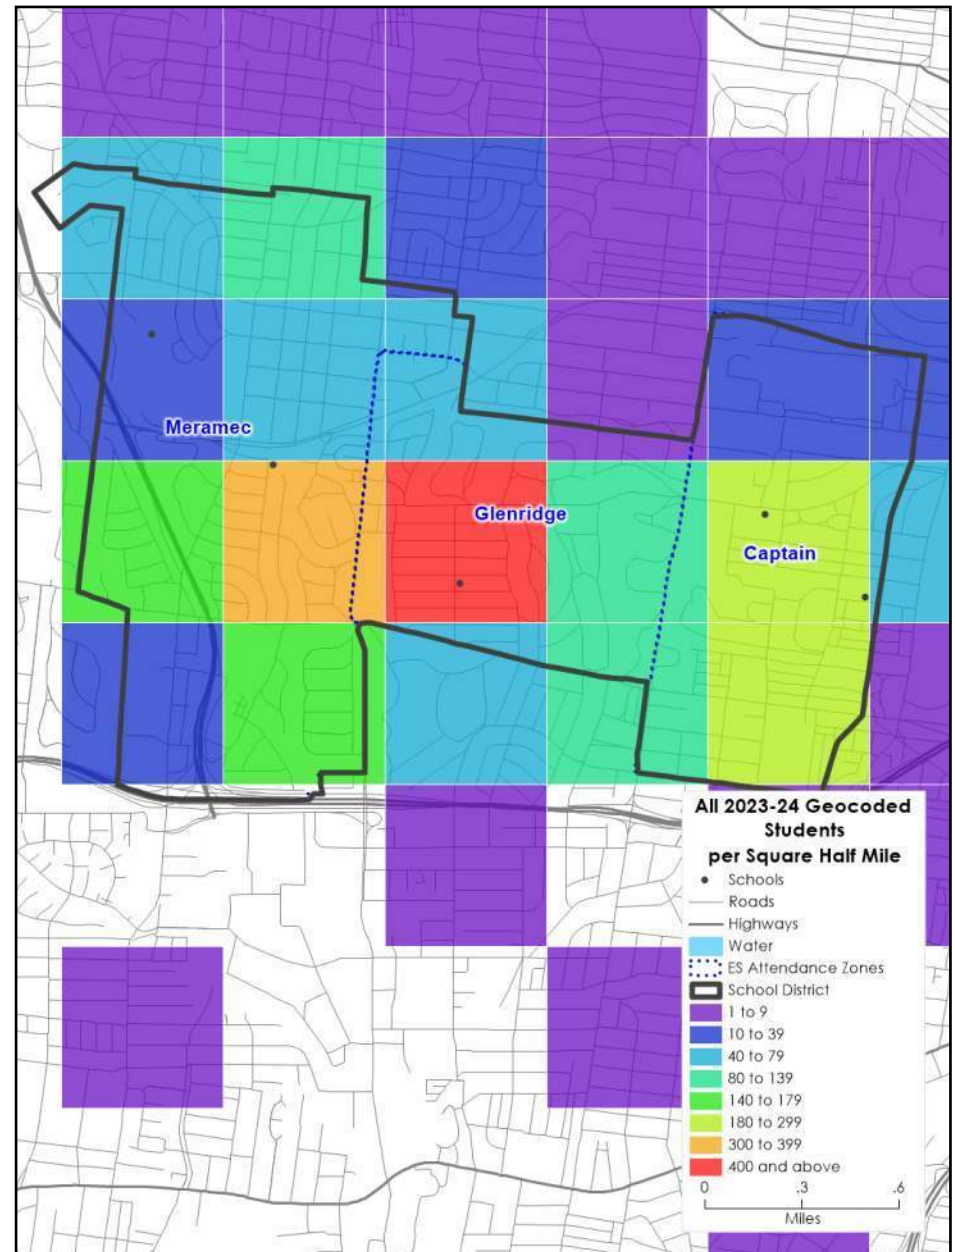 Meramec
Glenridge
Captain
All 2023-24 Geocoded
Students
per Square Half Mile
Schools
Roads
Highways
Water
ES Attendance Zones
School District
1 to 9
10 to 39
40 to 79
80 to 139
140 to 179
180 to 299
300 to 399
400 and above
0 .3 .6
Miles